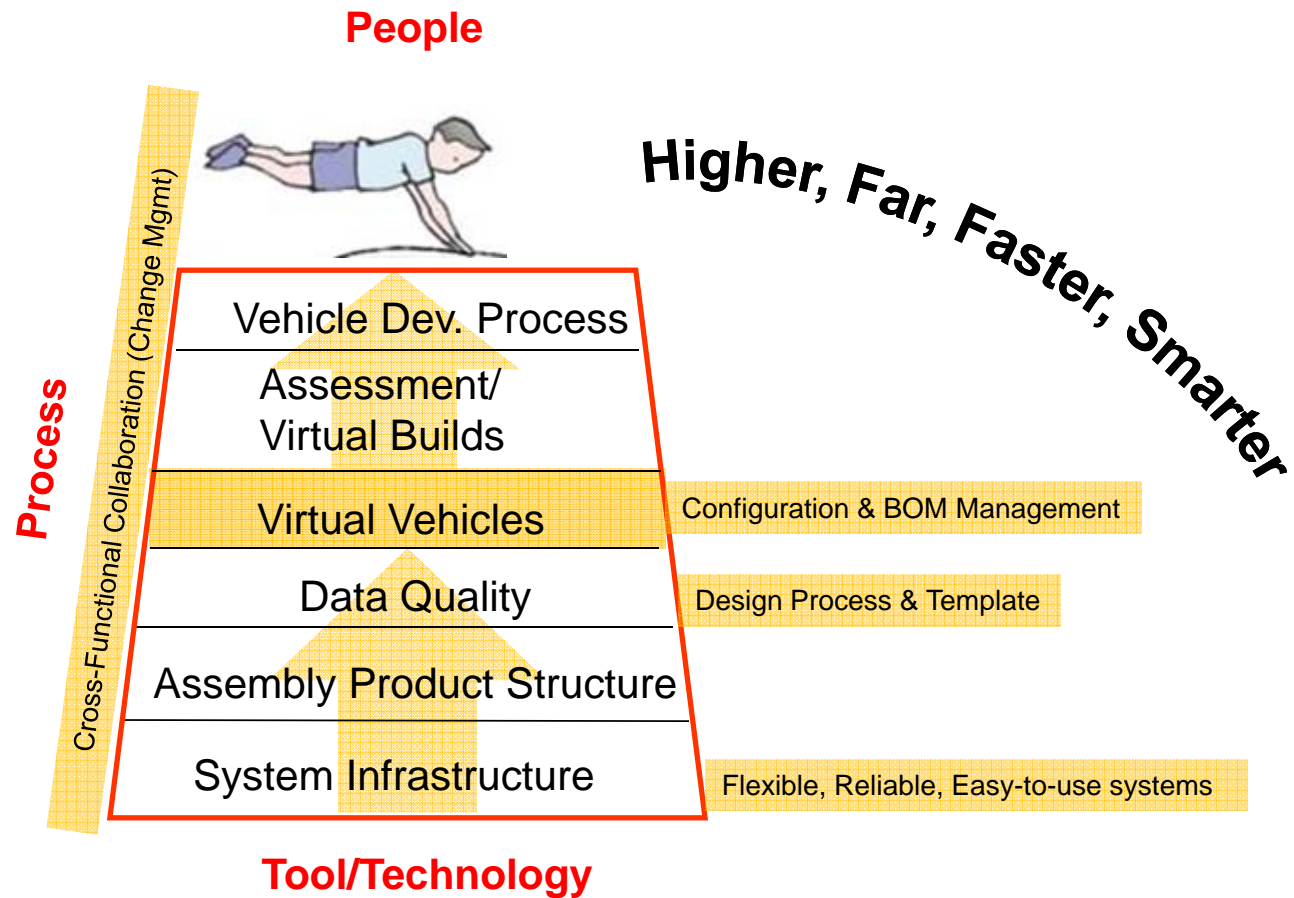 People
Higher, Far, Faster, Smarter
Process
Cross-Functional Collaboration (Change Mgmt)
Vehicle Dev. Process
Assessment/
Virtual Builds
Virtual Vehicles
Configuration & BOM Management
Data Quality
Design Process & Template
Assembly Product Structure
System Infrastructure
Flexible, Reliable, Easy-to-use systems
Tool/Technology